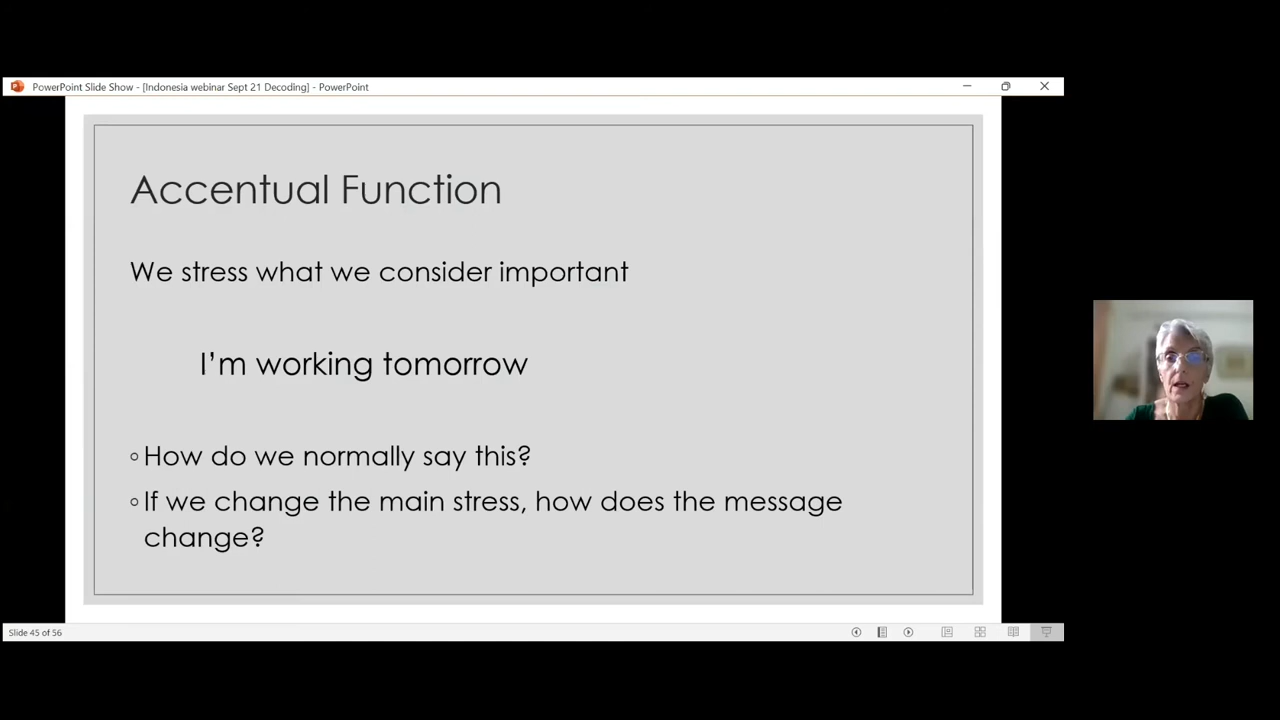 PowerPoint Slide Show - [Indonesia webinar Sept 21 Decoding] - PowerPoint
Accentual Function
We stress what we consider important
I'm working tomorrow
◦How do we normally say this?
◦If we change the main stress, how does the message
change?
Slide 45 of 56